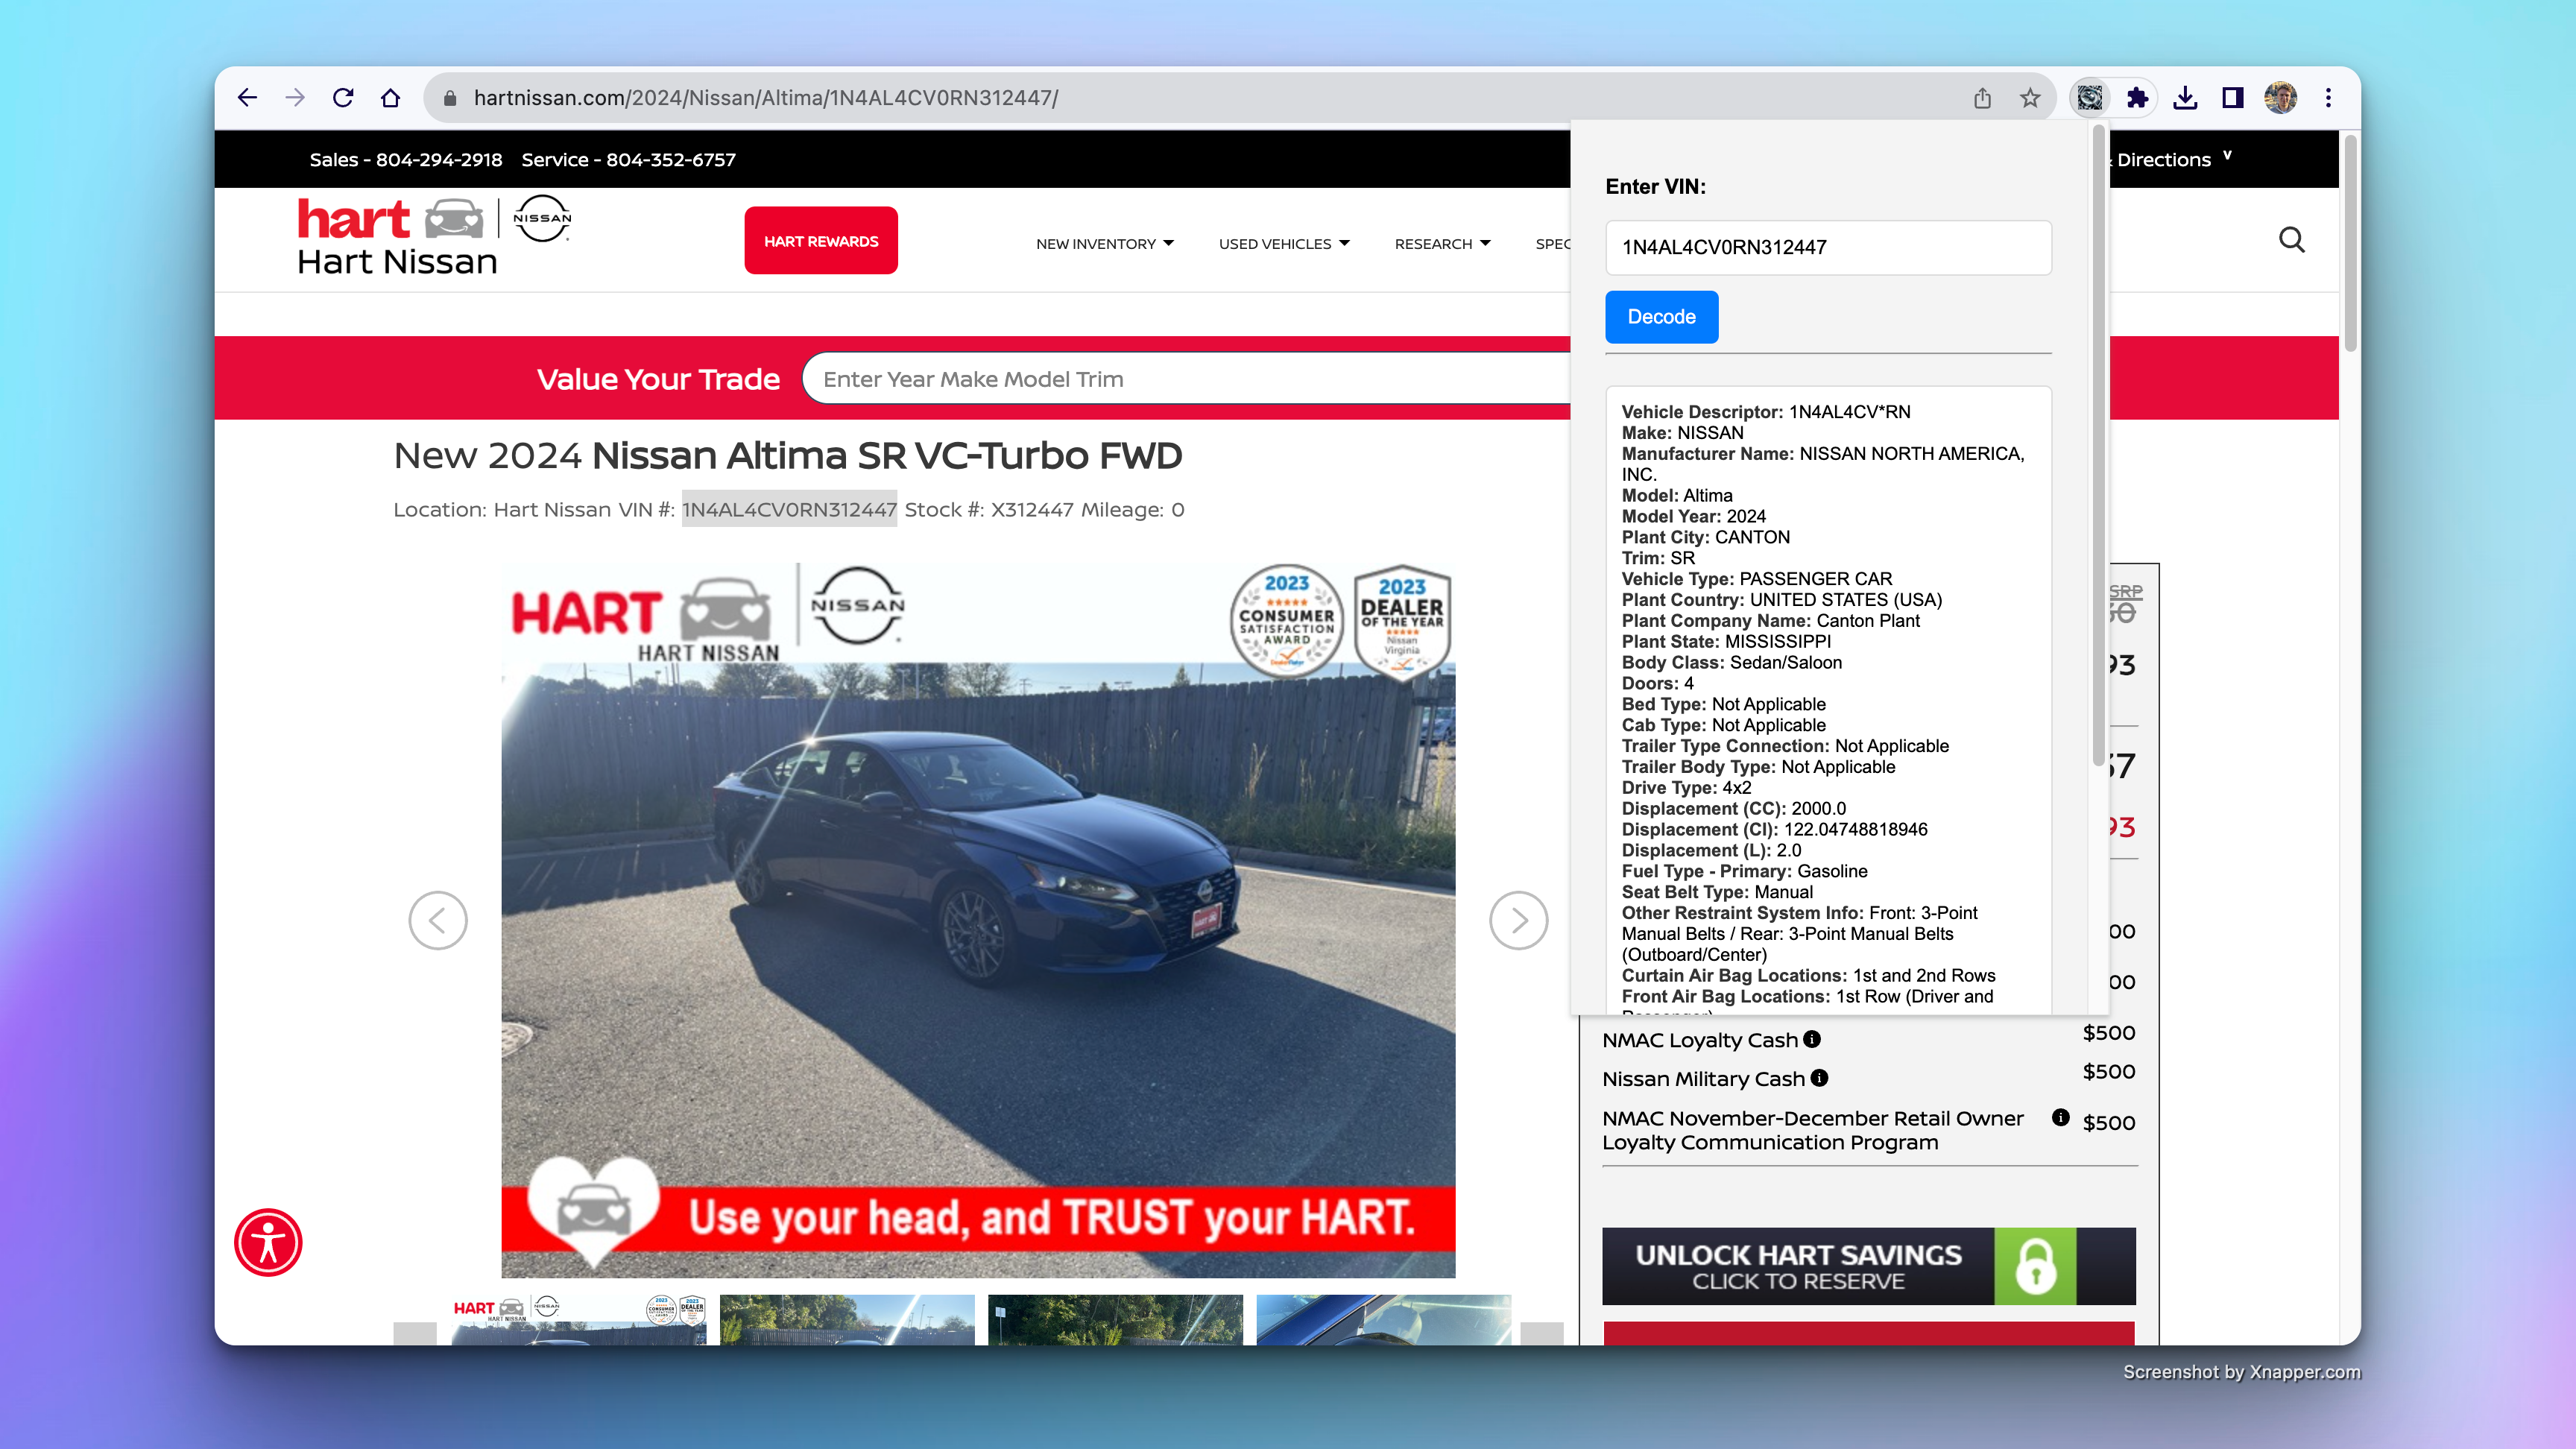 hartnissan.com/2024/Nissan/Altima/1N4AL4CV0RN312447/
Sales - 804-294-2918 Service - 804-352-6757
Directions
hart NISSAN
Hart Nissan
HART REWARDS
NEW INVENTORY
USED VEHICLES
RESEARCH
SPEC
Value Your Trade
Enter Year Make Model Trim
New 2024 Nissan Altima SR VC-Turbo FWD
Location: Hart Nissan VIN #: 1N4AL4CV0RN312447 Stock #: X312447 Mileage: 0
HART NISSAN
HART NISSAN
2023
CONSUMER
SATISFACTION
AWARD
DealerRater
2023
DEALER
OF THE YEAR
Nissan
Virginia
Use your head, and TRUST your HART.
HART NISSAN
HART NISSAN
Enter VIN:
1N4AL4CV0RN312447
Decode
Vehicle Descriptor: 1N4AL4CV*RN
Make: NISSAN
Manufacturer Name: NISSAN NORTH AMERICA,
INC.
Model: Altima
Model Year: 2024
Plant City: CANTON
Trim: SR
Vehicle Type: PASSENGER CAR
Plant Country: UNITED STATES (USA)
Plant Company Name: Canton Plant
Plant State: MISSISSIPPI
Body Class: Sedan/Saloon
Doors: 4
Bed Type: Not Applicable
Cab Type: Not Applicable
Trailer Type Connection: Not Applicable
Trailer Body Type: Not Applicable
Drive Type: 4x2
Displacement (CC): 2000.0
Displacement (CI): 122.04748818946
Displacement (L): 2.0
Fuel Type - Primary: Gasoline
Seat Belt Type: Manual
Other Restraint System Info: Front: 3-Point
Manual Belts / Rear: 3-Point Manual Belts
(Outboard/Center)
Curtain Air Bag Locations: 1st and 2nd Rows
Front Air Bag Locations: 1st Row (Driver and
SRP
93
57
93
00
00
NMAC Loyalty Cash $500
Nissan Military Cash $500
NMAC November-December Retail Owner $500
Loyalty Communication Program
UNLOCK HART SAVINGS
CLICK TO RESERVE
Screenshot by Xnapper.com